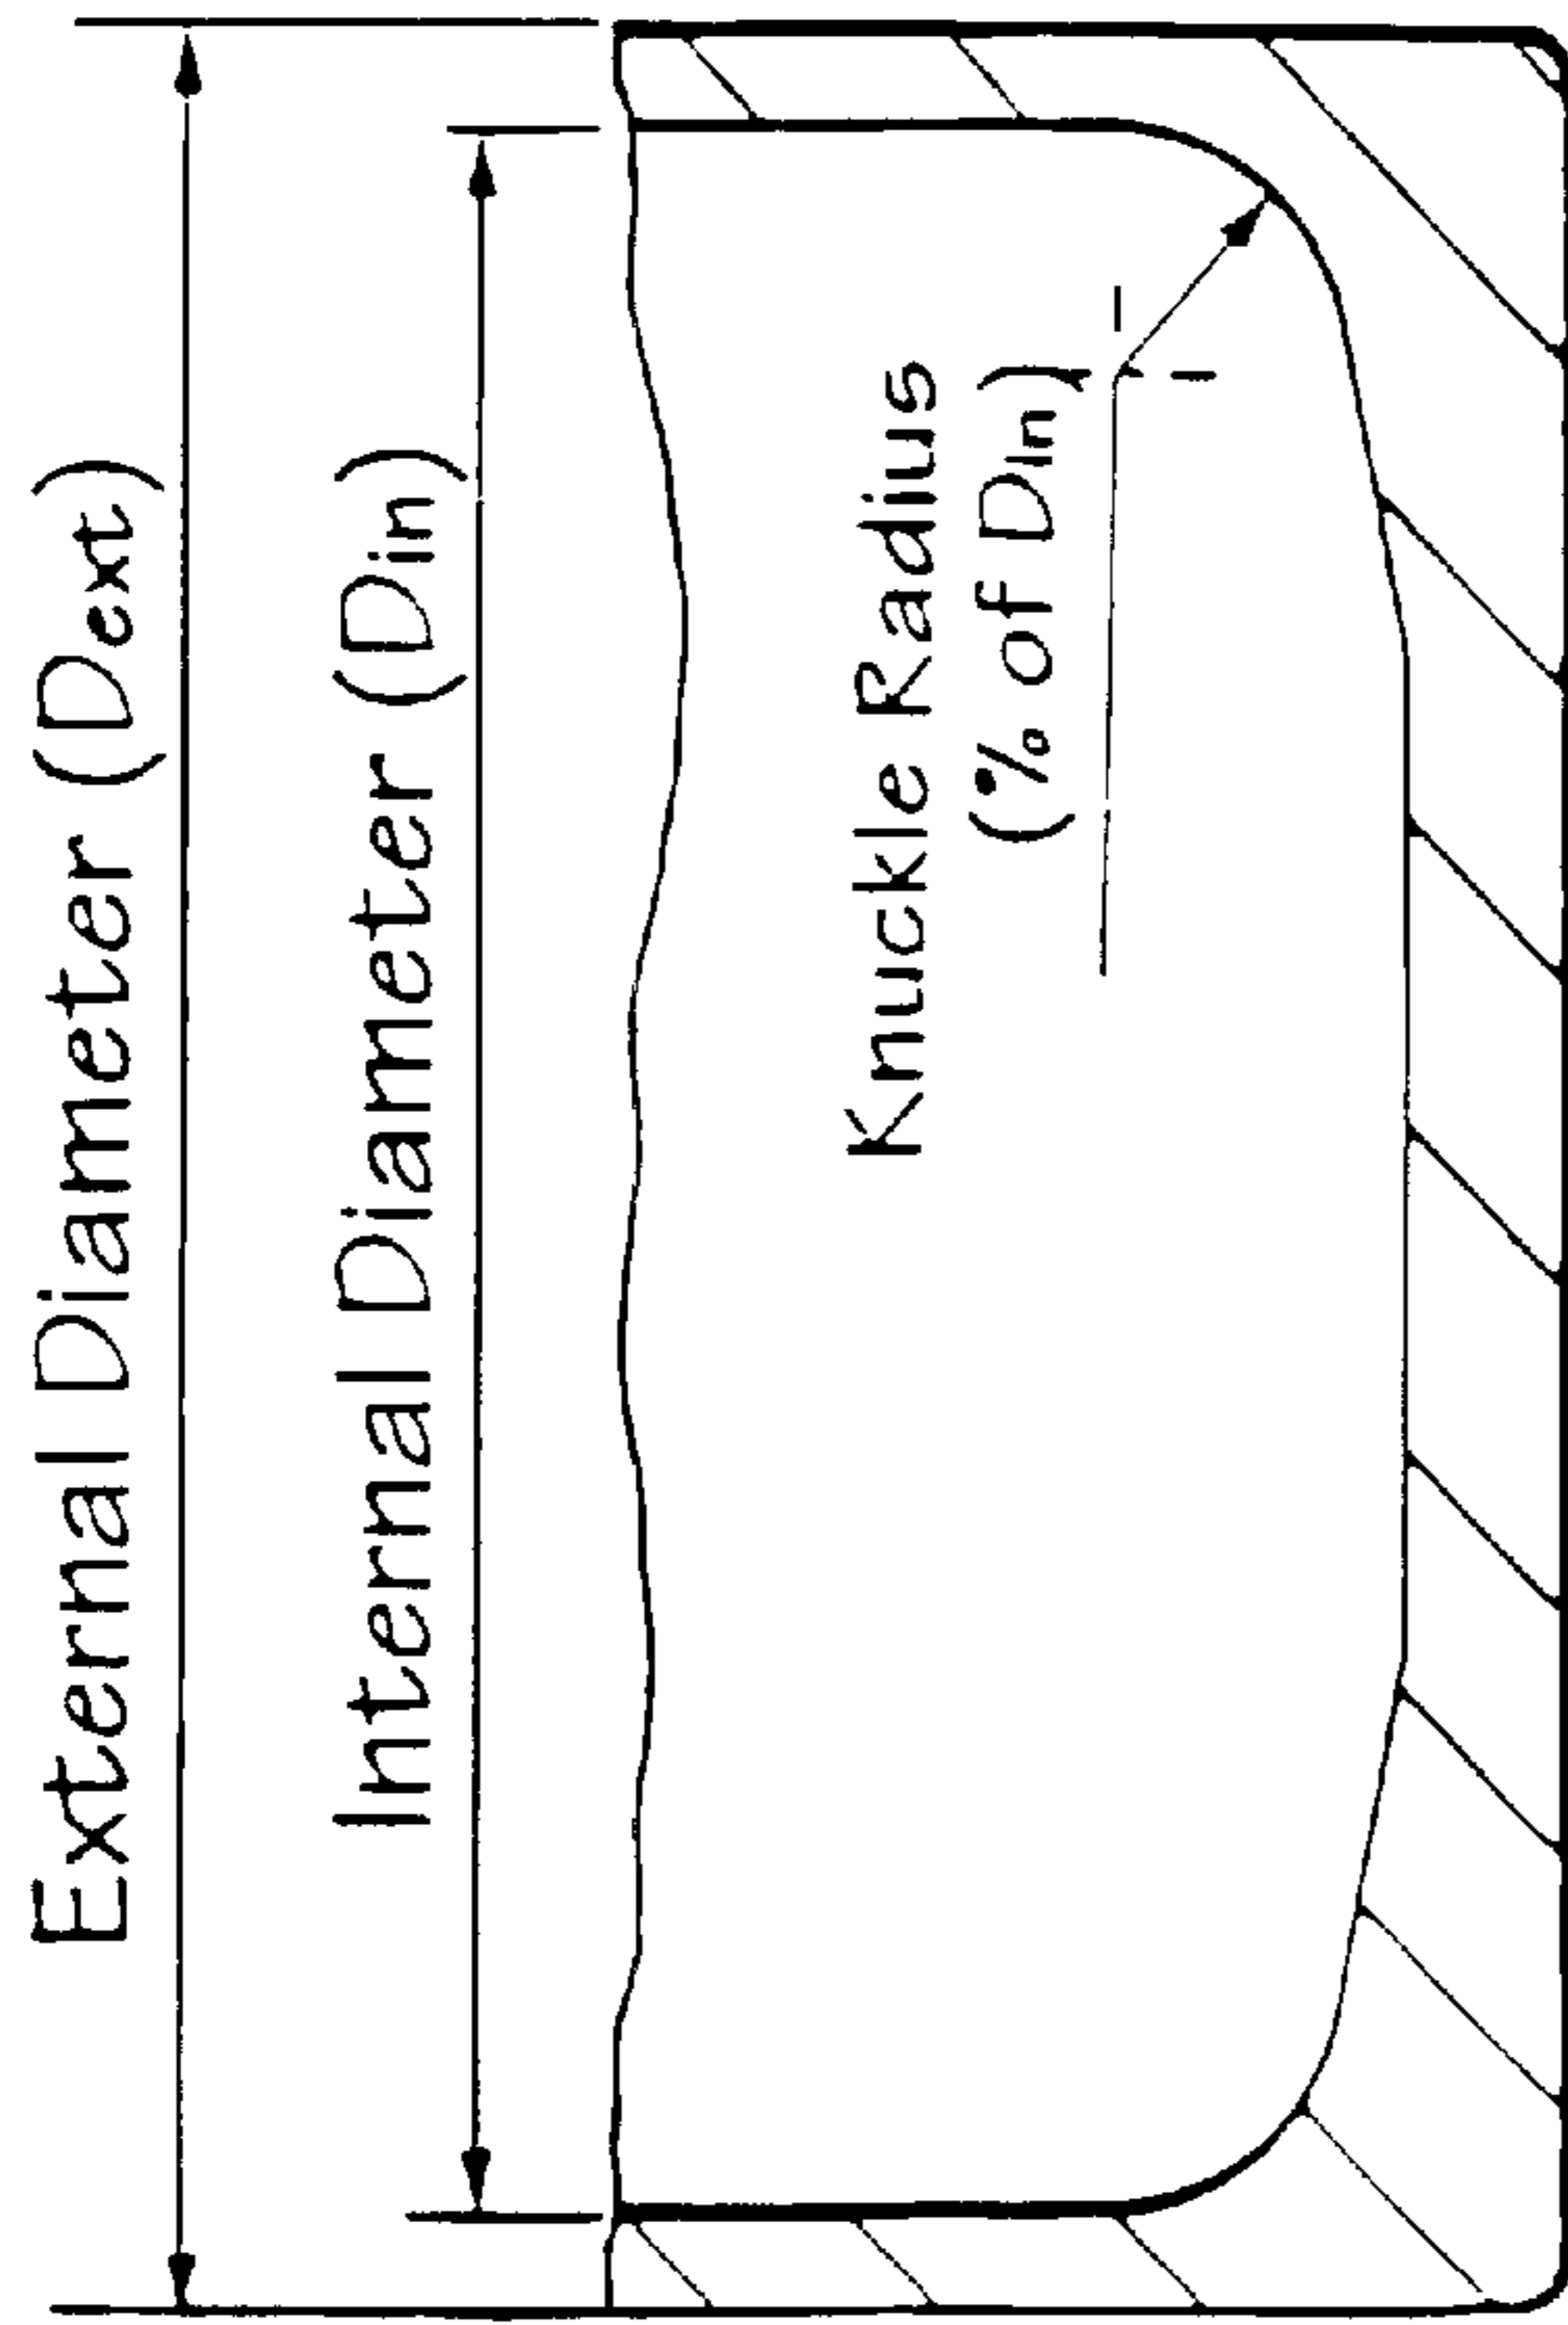 External Diameter (Dext)
Internal Diameter (Din)
Knuckle Radius
(% of Din)